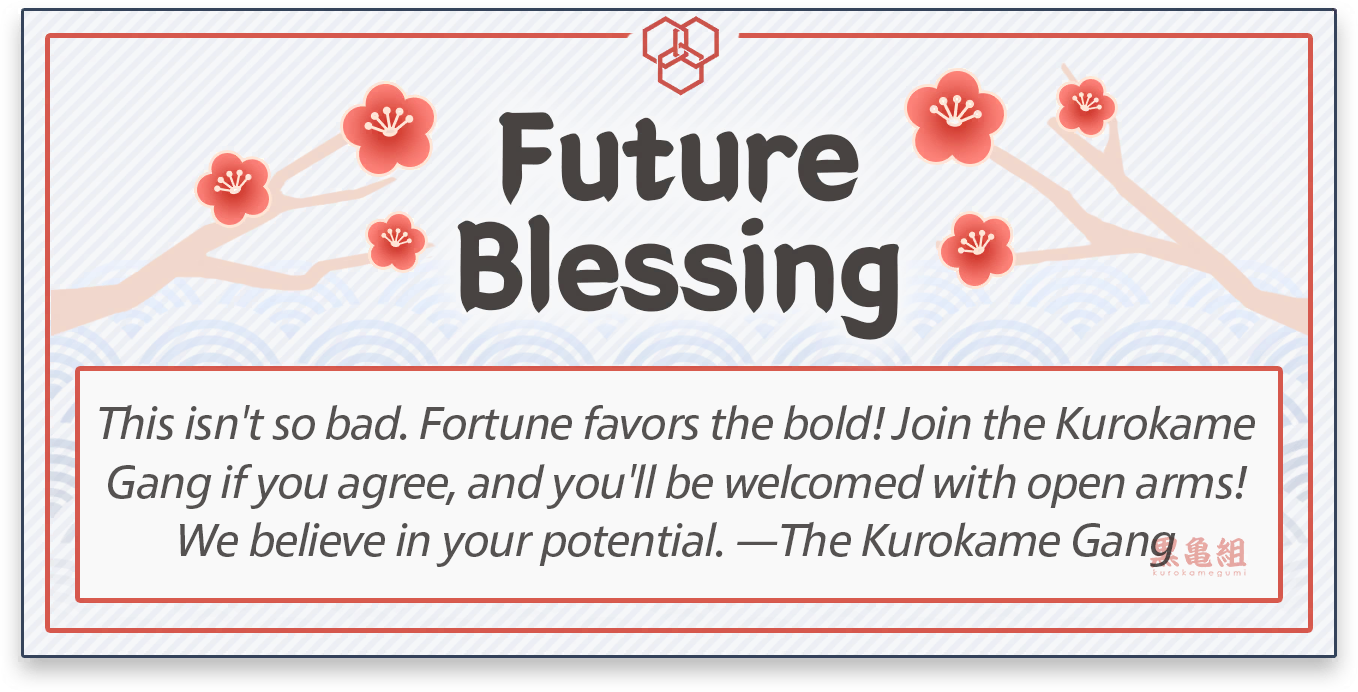 Future
Blessing
This isn't so bad. Fortune favors the bold! Join the Kurokame
Gang if you agree, and you'll be welcomed with open arms!
We believe in your potential. —The Kurokame Gang
黒亀組
kurokamegumi